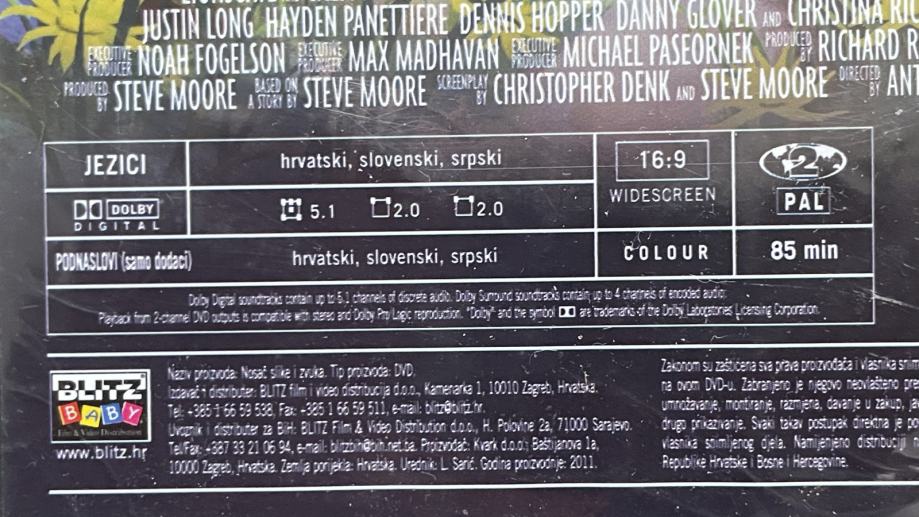 JUSTIN LONG HAYDEN PANETTIERE DENNIS HOPPER DANNY GLOVER AND CHRISTINA
EXECUTIVE PRODUCER NOAH FOGELSON EXECUTIVE PRODUCER MAX MADHAVAN EXECUTIVE PRODUCER MICHAEL PASEORNEK PRODUCED BY RICHARD
PRODUCED BY STEVE MOORE BASED ON A STORY BY STEVE MOORE SCREENPLAY BY CHRISTOPHER DENK AND STEVE MOORE DIRECTED BY
JEZICI hrvatski, slovenski, srpski 16:9 2
WIDESCREEN PAL
DOLBY DIGITAL 5.1 2.0 2.0
PODNASLOVI (samo dodaci) hrvatski, slovenski, srpski COLOUR 85 min
Dolby Digital soundtracks contain up to 5.1 channels of discrete audio. Dolby Surround soundtracks contain up to 4 channels of encoded audio.
Playback from 2-channel DVD outputs is compatible with stereo and Dolby Pro Logic reproduction. "Dolby" and the symbol are trademarks of the Dolby Laboratories Licensing Corporation.
BLITZ
BABY
Film & Video Distribution
www.blitz.hr
Naziv proizvoda: Nosač slike i zvuka. Tip proizvoda: DVD.
Izdavač i distributer: BLITZ film i video distribucija d.o.o., Kamenarka 1, 10010 Zagreb, Hrvatska.
Tel: +385 1 66 59 538, Fax: +385 1 66 59 511, e-mail: blitz@blitz.hr.
Uvoznik i distributer za BiH: BLITZ Film & Video Distribution d.o.o., H. Polovine 2a, 71000 Sarajevo.
Tel/Fax: +387 33 21 06 94, e-mail: blitzbih@bih.net.ba. Proizvođač: Kvark d.o.o., Baštijanova 1a,
10000 Zagreb, Hrvatska. Zemlja porijekla: Hrvatska. Urednik: L. Sarić. Godina proizvodnje: 2011.
Zakonom su zaštićena sva prava proizvođača i vlasnika
na ovom DVD-u. Zabranjeno je njegovo neovlašteno
umnožavanje, montiranje, razmjena, davanje u zakup,
drugo prikazivanje. Svaki takav postupak direktna je
vlasnika snimljenog djela. Namijenjeno distribuciji
Republike Hrvatske i Bosne i Hercegovine.